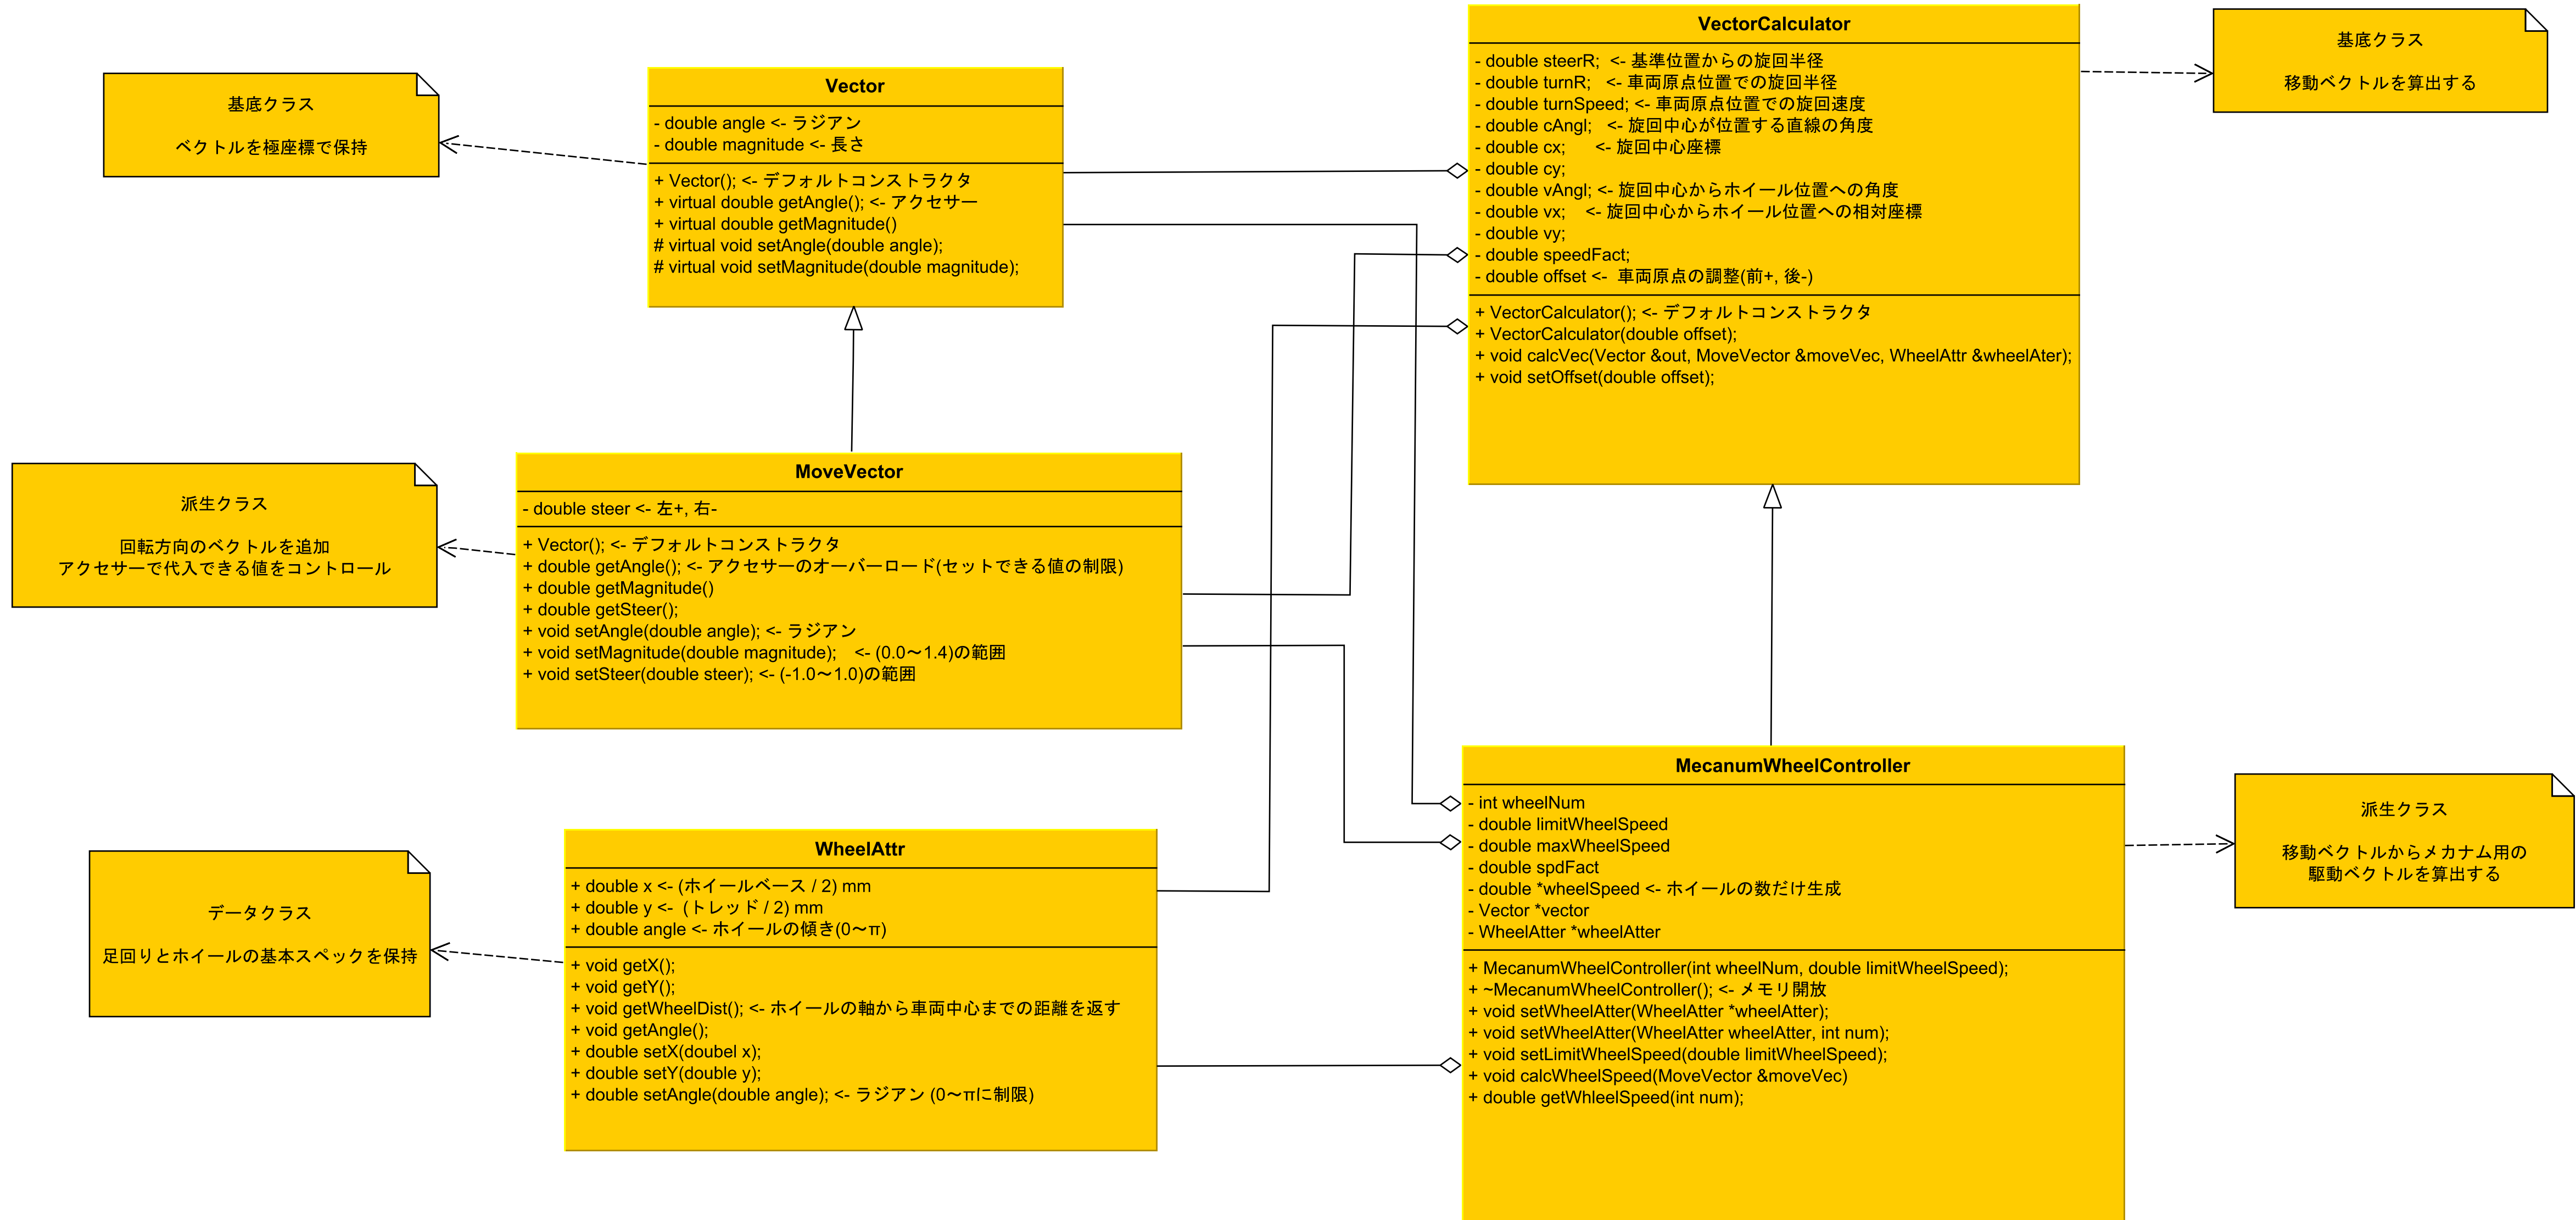 基底クラス
ベクトルを極座標で保持
Vector
- double angle <- ラジアン
- double magnitude <- 長さ
+ Vector(); <- デフォルトコンストラクタ
+ virtual double getAngle(); <- アクセサー
+ virtual double getMagnitude()
# virtual void setAngle(double angle);
# virtual void setMagnitude(double magnitude);
VectorCalculator
- double steerR;  <- 基準位置からの旋回半径
- double turnR;   <- 車両原点位置での旋回半径
- double turnSpeed; <- 車両原点位置での旋回速度
- double cAngl;   <- 旋回中心が位置する直線の角度
- double cx;      <- 旋回中心座標
- double cy;
- double vAngl; <- 旋回中心からホイール位置への角度
- double vx;    <- 旋回中心からホイール位置への相対座標
- double vy;
- double speedFact;
- double offset <-  車両原点の調整(前+, 後-)
+ VectorCalculator(); <- デフォルトコンストラクタ
+ VectorCalculator(double offset);
+ void calcVec(Vector &out, MoveVector &moveVec, WheelAttr &wheelAter);
+ void setOffset(double offset);
基底クラス
移動ベクトルを算出する
派生クラス
回転方向のベクトルを追加
アクセサーで代入できる値をコントロール
MoveVector
- double steer <- 左+, 右-
+ Vector(); <- デフォルトコンストラクタ
+ double getAngle(); <- アクセサーのオーバーロード(セットできる値の制限)
+ double getMagnitude()
+ double getSteer();
+ void setAngle(double angle); <- ラジアン
+ void setMagnitude(double magnitude);    <- (0.0～1.4)の範囲
+ void setSteer(double steer); <- (-1.0～1.0)の範囲
データクラス
足回りとホイールの基本スペックを保持
WheelAttr
+ double x <- (ホイールベース / 2) mm
+ double y <-  (トレッド / 2) mm
+ double angle <- ホイールの傾き(0～π)
+ void getX();
+ void getY();
+ void getWheelDist(); <- ホイールの軸から車両中心までの距離を返す
+ void getAngle();
+ double setX(doubel x);
+ double setY(double y);
+ double setAngle(double angle); <- ラジアン (0～πに制限)
MecanumWheelController
- int wheelNum
- double limitWheelSpeed
- double maxWheelSpeed
- double spdFact
- double *wheelSpeed <- ホイールの数だけ生成
- Vector *vector
- WheelAtter *wheelAtter
+ MecanumWheelController(int wheelNum, double limitWheelSpeed);
+ ~MecanumWheelController(); <- メモリ開放
+ void setWheelAtter(WheelAtter *wheelAtter);
+ void setWheelAtter(WheelAtter wheelAtter, int num);
+ void setLimitWheelSpeed(double limitWheelSpeed);
+ void calcWheelSpeed(MoveVector &moveVec)
+ double getWhleelSpeed(int num);
派生クラス
移動ベクトルからメカナム用の
駆動ベクトルを算出する